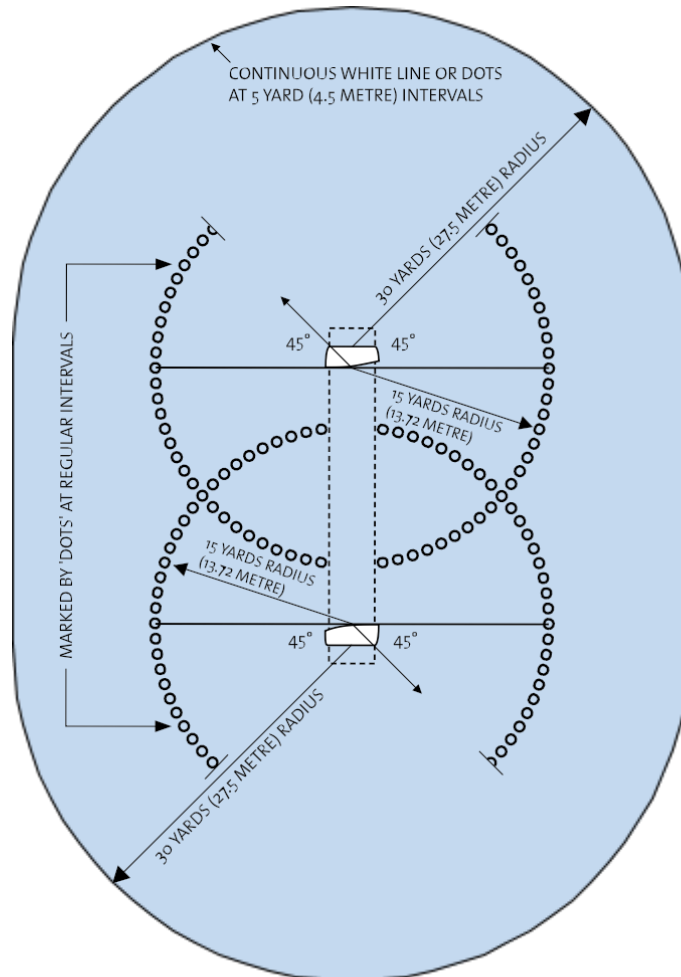 CONTINUOUS WHITE LINE OR DOTS
AT 5 YARD (4.5 METRE) INTERVALS
30 YARDS (27.5 METRE) RADIUS
45°
45°
15 YARDS RADIUS
(13.72 METRE)
MARKED BY 'DOTS' AT REGULAR INTERVALS
15 YARDS RADIUS
(13.72 METRE)
45°
45°
30 YARDS (27.5 METRE) RADIUS